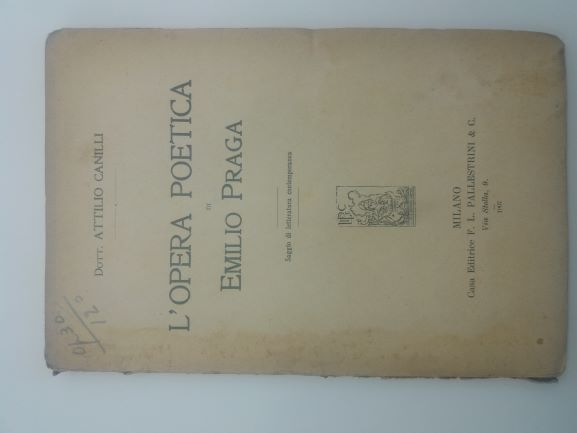 DOTT. ATTILIO CANILLI
L'OPERA POETICA
DI
EMILIO PRAGA
Saggio di letteratura contemporanea
MILANO
Casa Editrice F. L. PALLESTRINI & C.
Via Stella, 9.
1907